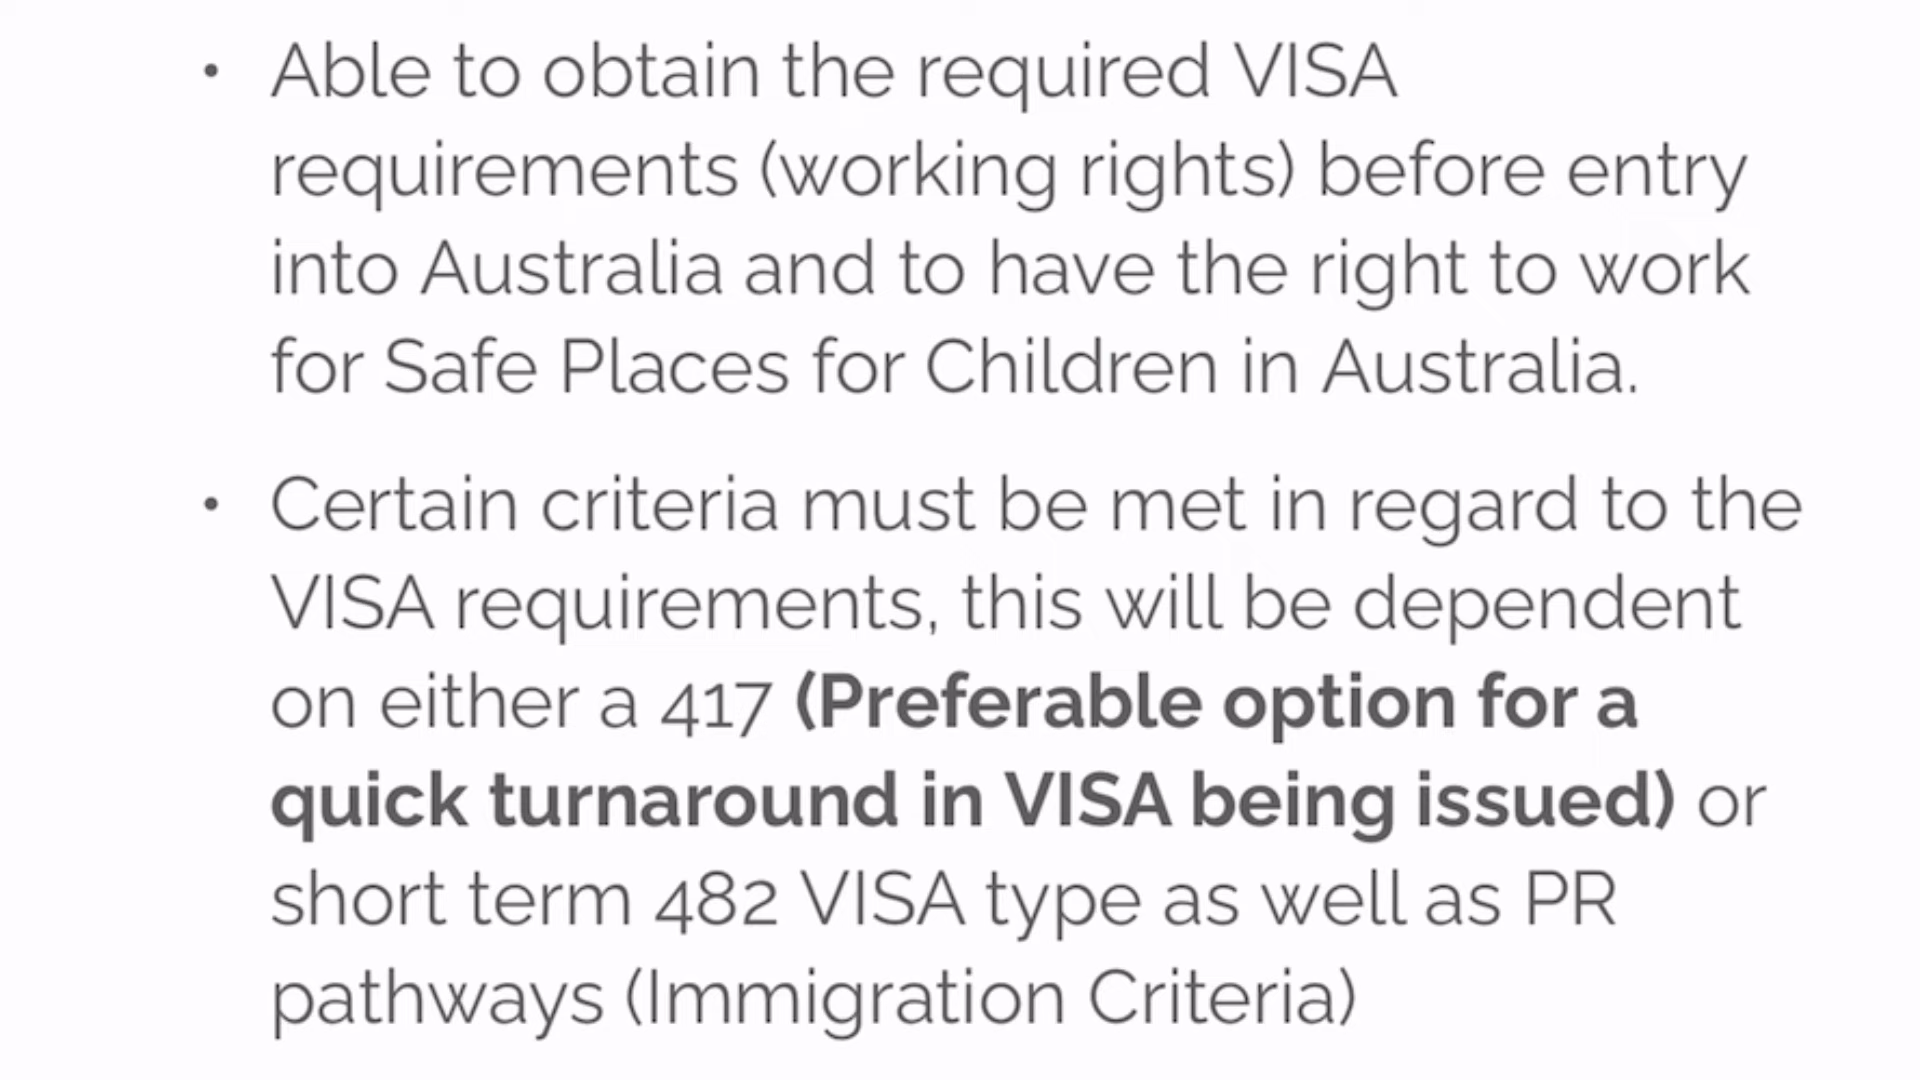 • Able to obtain the required VISA
requirements (working rights) before entry
into Australia and to have the right to work
for Safe Places for Children in Australia.
• Certain criteria must be met in regard to the
VISA requirements, this will be dependent
on either a 417 (Preferable option for a
quick turnaround in VISA being issued) or
short term 482 VISA type as well as PR
pathways (Immigration Criteria)